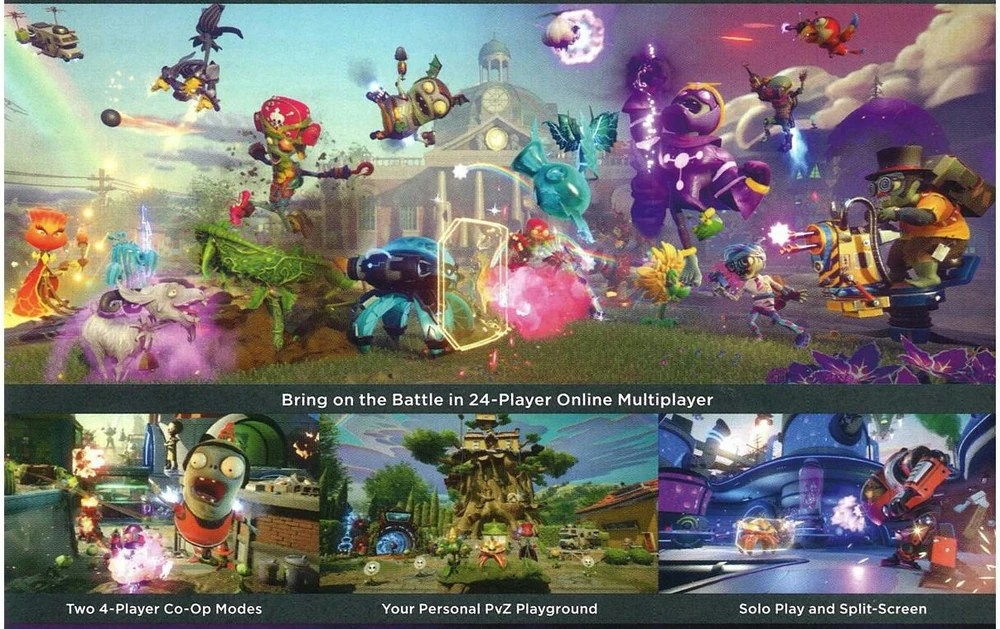 Bring on the Battle in 24-Player Online Multiplayer
Two 4-Player Co-Op Modes
Your Personal PvZ Playground
Solo Play and Split-Screen